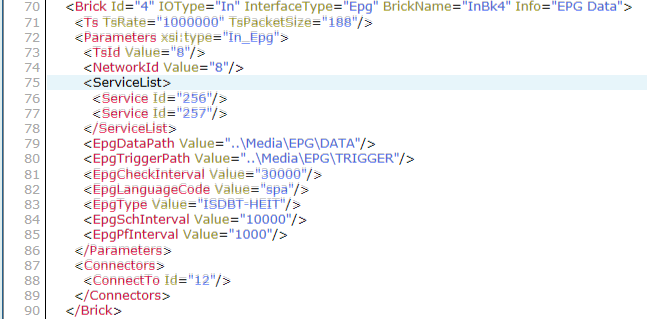 70 <Brick Id="4" IOType="In" InterfaceType="Epg" BrickName="InBk4" Info="EPG Data">
71 <Ts TsRate="1000000" TsPacketSize="188"/>
72 <Parameters xsi:type="In_Epg">
73 <TsId Value="8"/>
74 <NetworkId Value="8"/>
75 <ServiceList>
76 <Service Id="256"/>
77 <Service Id="257"/>
78 </ServiceList>
79 <EpgDataPath Value="..\Media\EPG\DATA"/>
80 <EpgTriggerPath Value="..\Media\EPG\TRIGGER"/>
81 <EpgCheckInterval Value="30000"/>
82 <EpgLanguageCode Value="spa"/>
83 <EpgType Value="ISDBT-HEIT"/>
84 <EpgSchInterval Value="10000"/>
85 <EpgPfInterval Value="1000"/>
86 </Parameters>
87 <Connectors>
88 <ConnectTo Id="12"/>
89 </Connectors>
90 </Brick>